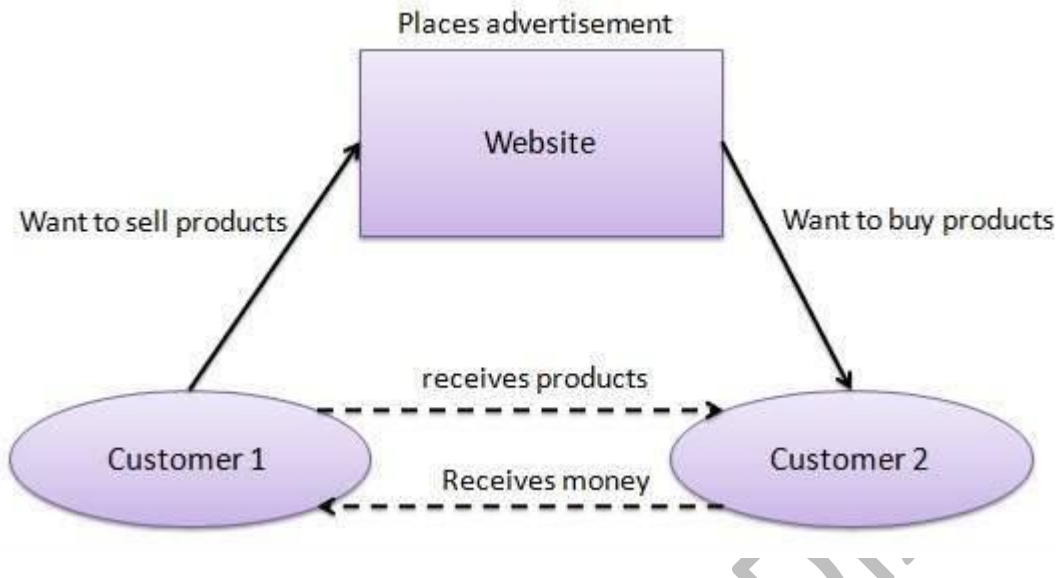 Places advertisement
Website
Want to sell products
Want to buy products
receives products
Customer 1
Customer 2
Receives money